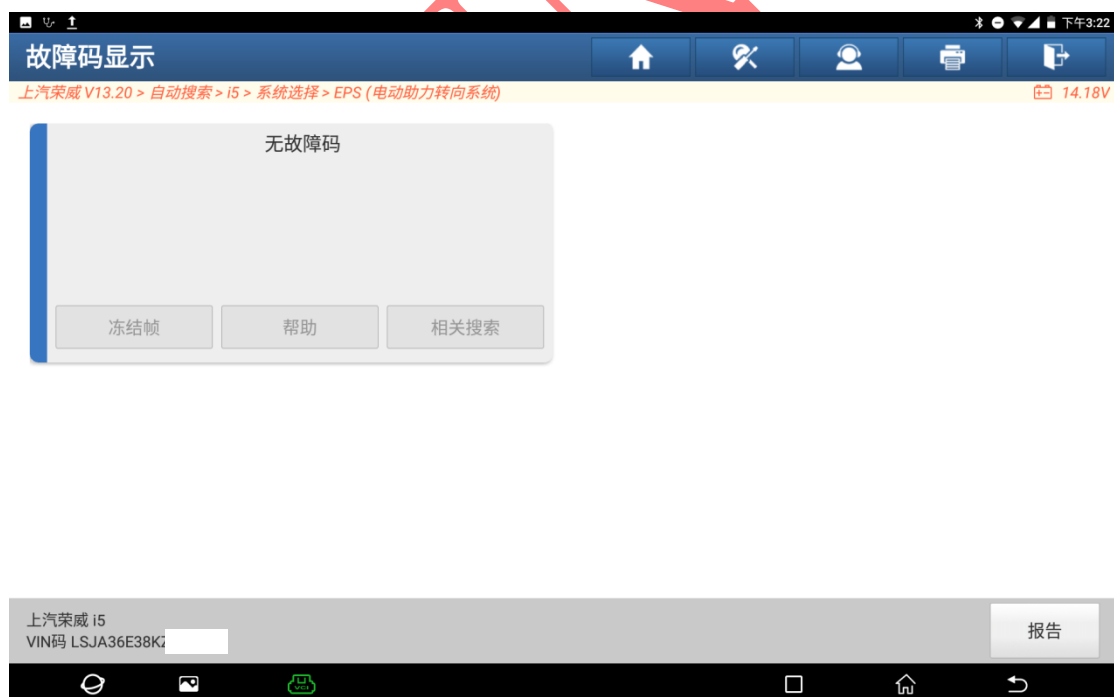 下午3:22
故障码显示
上汽荣威 V13.20 > 自动搜索 > i5 > 系统选择 > EPS (电动助力转向系统)
14.18V
无故障码
冻结帧
帮助
相关搜索
上汽荣威 i5
VIN码 LSJA36E38KZ
报告
VCI